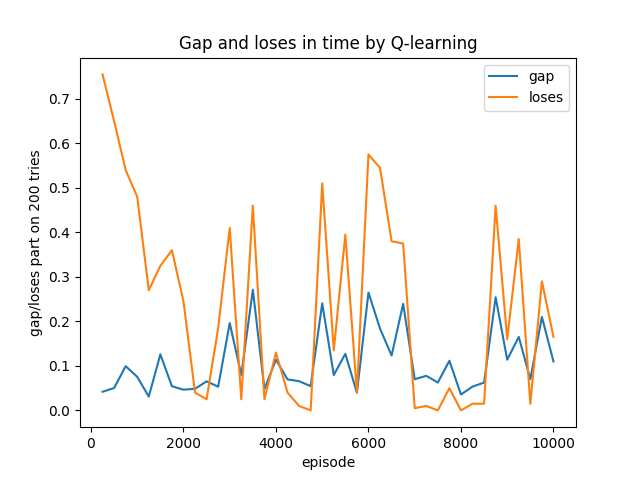 Gap and loses in time by Q-learning
gap
loses
gap/loses part on 200 tries
0.7
0.6
0.5
0.4
0.3
0.2
0.1
0.0
0 2000 4000 6000 8000 10000
episode